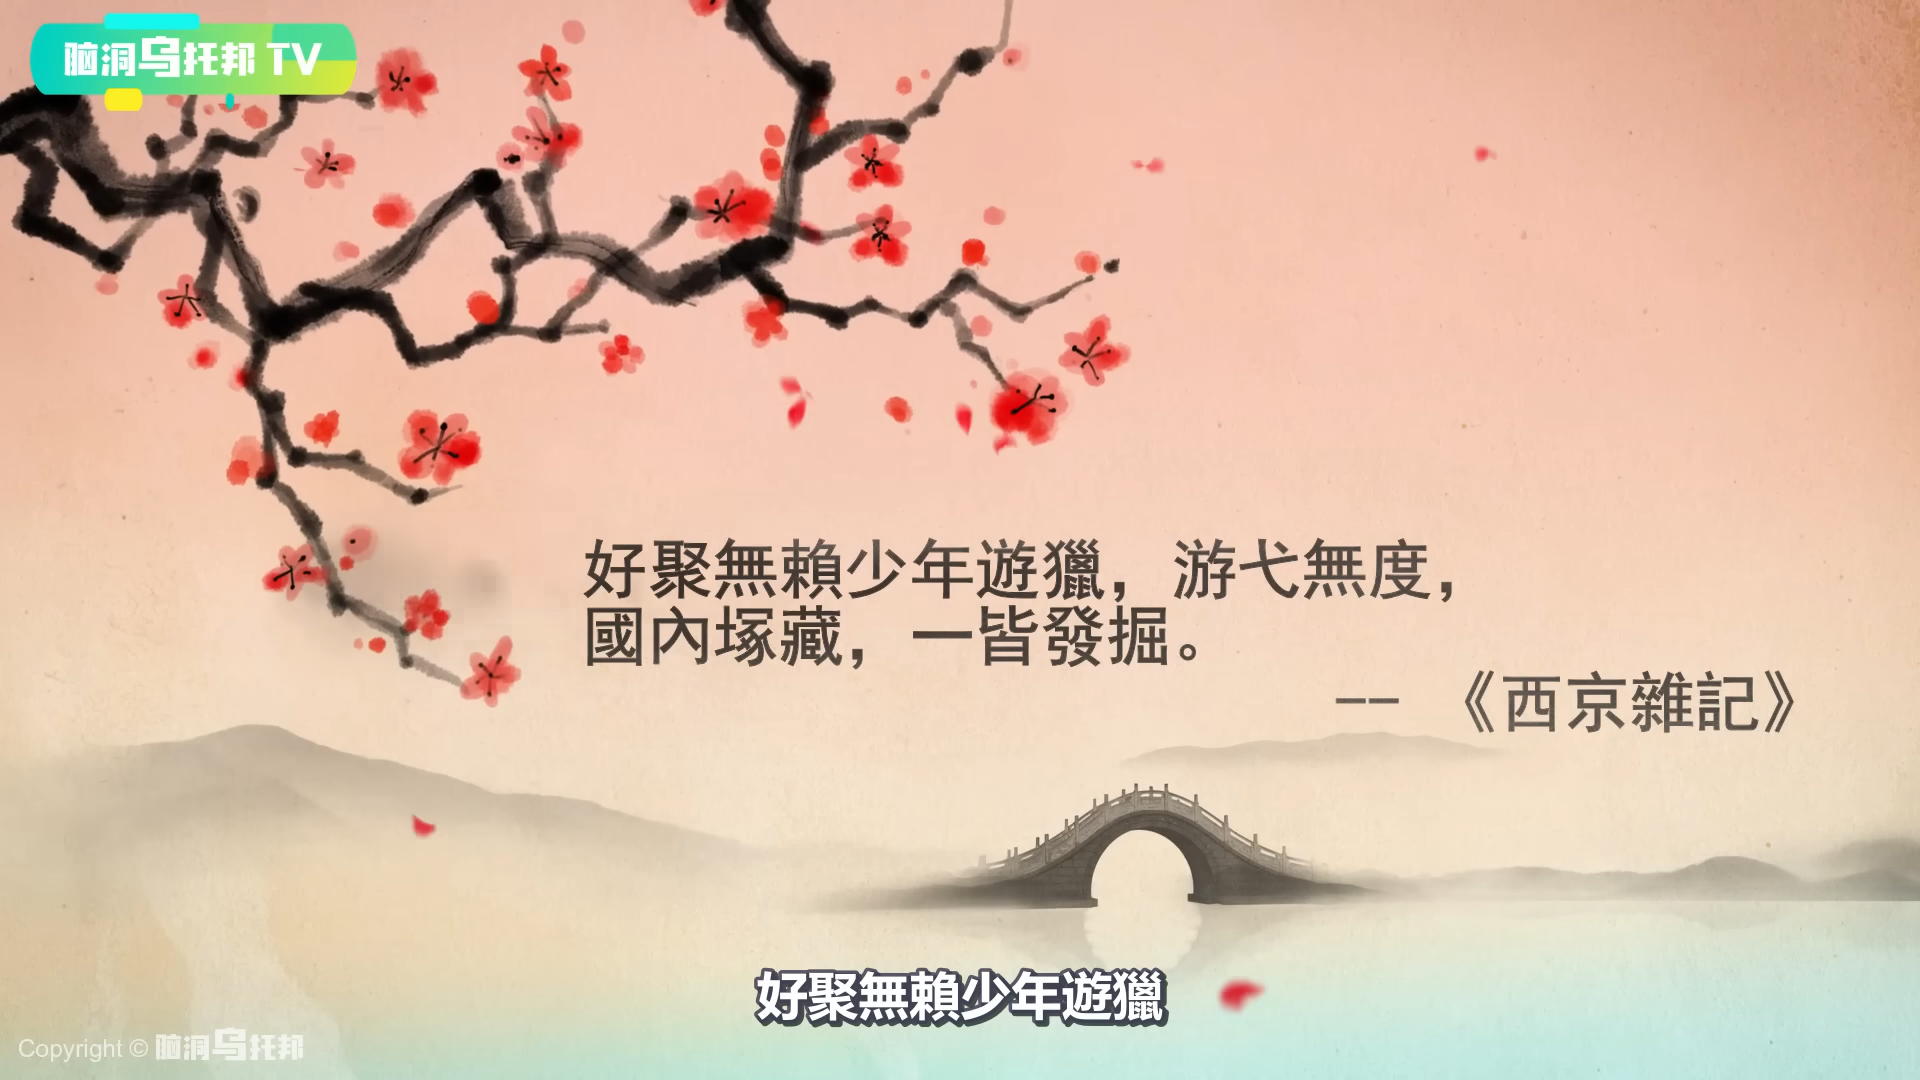 脑洞乌托邦 TV
好聚無賴少年遊獵，游弋無度，
國內塚藏，一皆發掘。
-- 《西京雜記》
好聚無賴少年遊獵
Copyright © 脑洞乌托邦